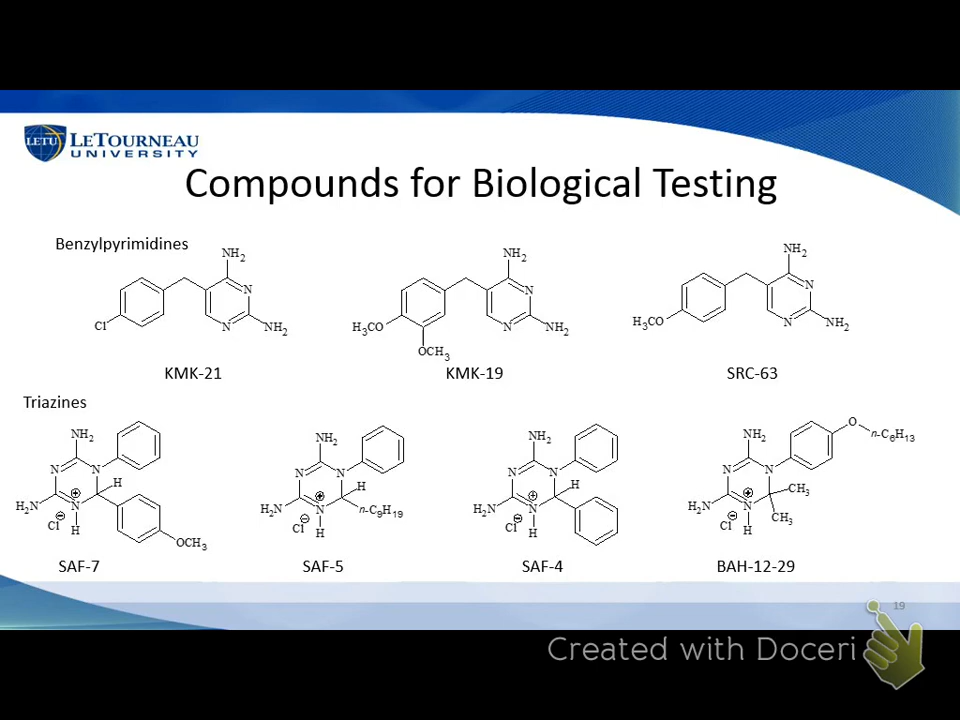 LETU LETOURNEAU
UNIVERSITY
Compounds for Biological Testing
Benzylpyrimidines
NH2
N
N
NH2
Cl
KMK-21
NH2
N
N
NH2
H3CO
OCH3
KMK-19
NH2
N
N
NH2
H3CO
SRC-63
Triazines
NH2
N
N
H
H2N
N
Cl
H
OCH3
SAF-7
NH2
N
N
H
H2N
N
n-C9H19
Cl
H
SAF-5
NH2
N
N
H
H2N
N
Cl
H
SAF-4
O
n-C6H13
NH2
N
N
CH3
H2N
N
CH3
Cl
H
BAH-12-29
19
Created with Doceri